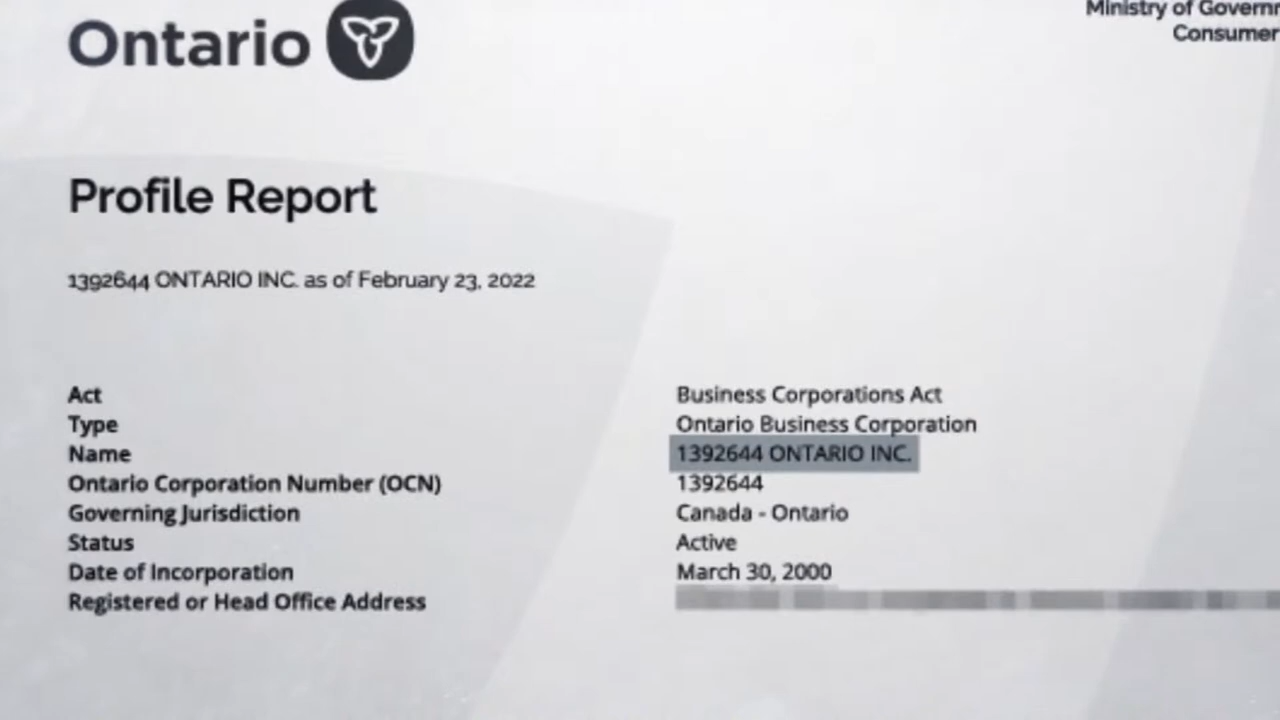 Ontario
Ministry of Govern
Consumer
Profile Report
1392644 ONTARIO INC. as of February 23, 2022
Act Business Corporations Act
Type Ontario Business Corporation
Name 1392644 ONTARIO INC.
Ontario Corporation Number (OCN) 1392644
Governing Jurisdiction Canada - Ontario
Status Active
Date of Incorporation March 30, 2000
Registered or Head Office Address